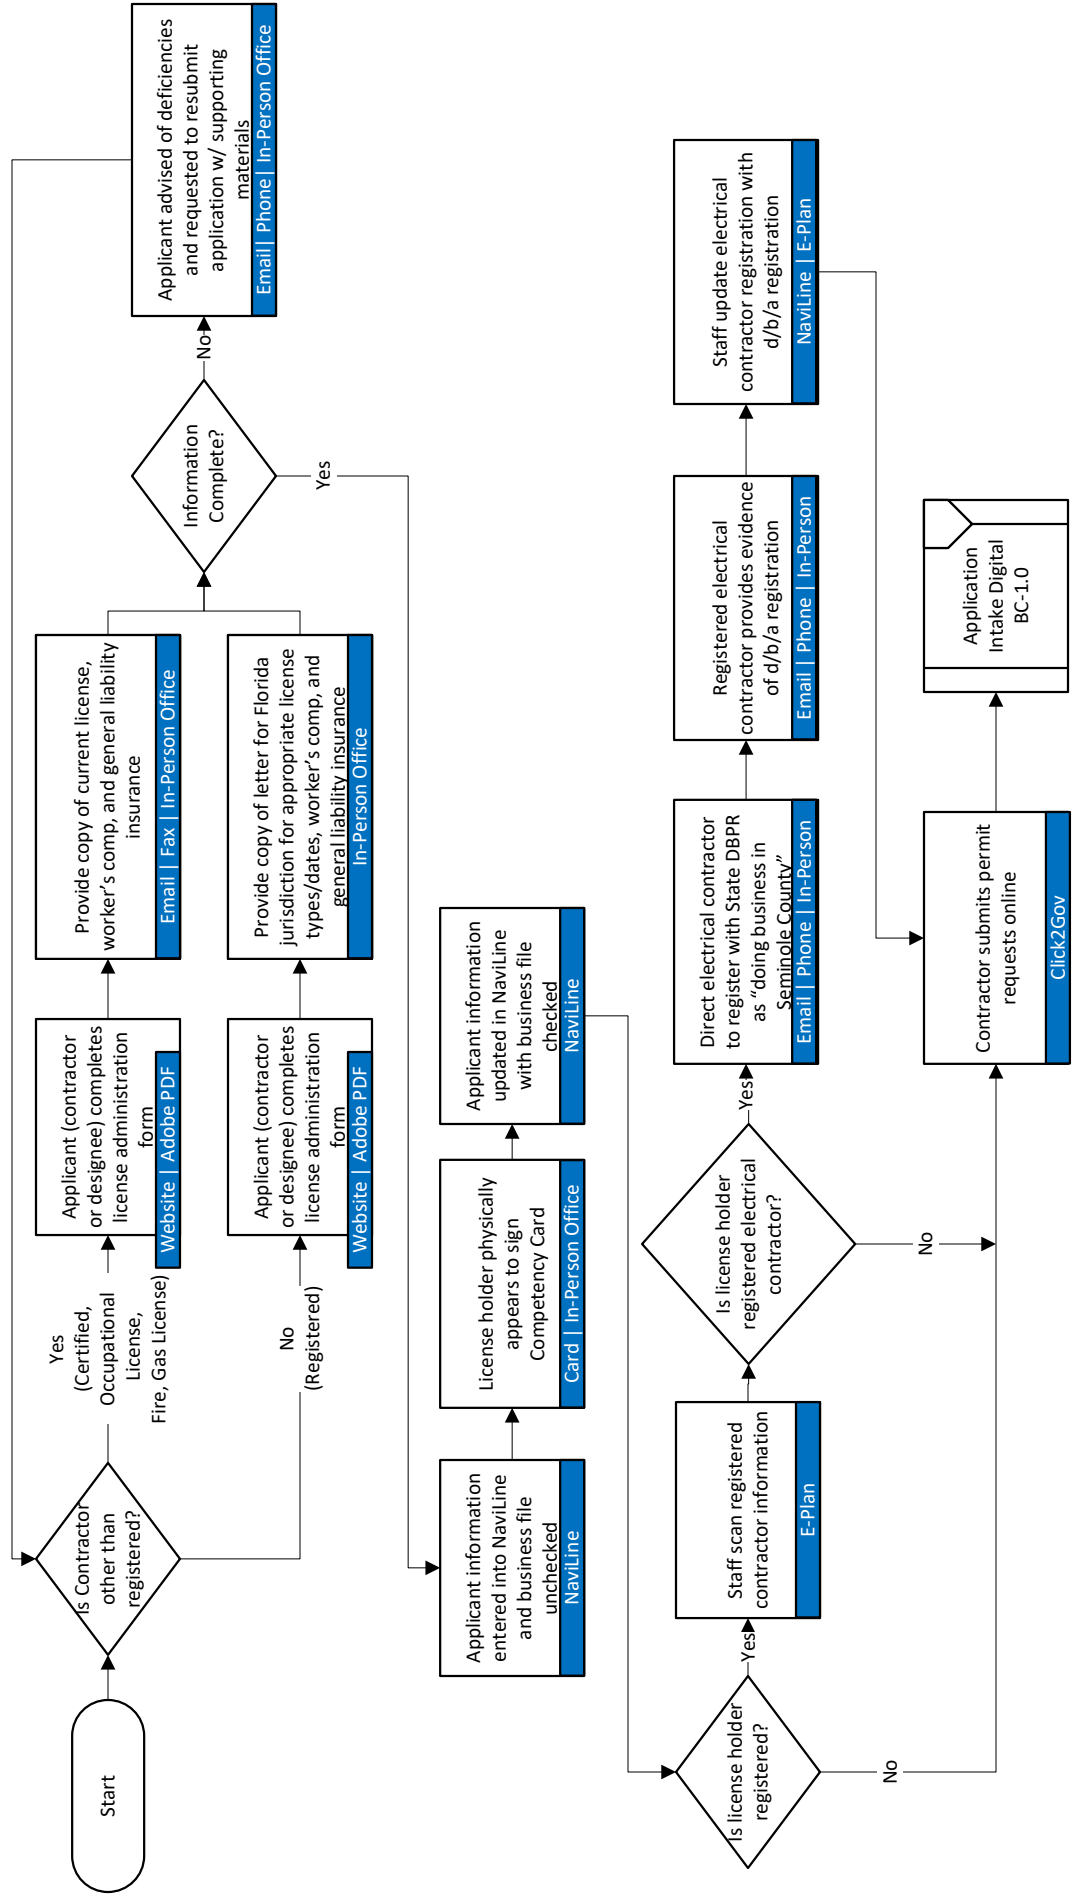 Start
Is Contractor
other than
registered?
Yes
(Certified,
Occupational
License,
Fire, Gas License)
Applicant (contractor
or designee) completes
license administration
form
Website | Adobe PDF
Provide copy of current license,
worker's comp, and general liability
insurance
Email | Fax | In-Person Office
No
(Registered)
Applicant (contractor
or designee) completes
license administration
form
Website | Adobe PDF
Provide copy of letter for Florida
jurisdiction for appropriate license
types/dates, worker's comp, and
general liability insurance
In-Person Office
Information
Complete?
No
Applicant advised of deficiencies
and requested to resubmit
application w/ supporting
materials
Email| Phone| In-Person Office
Yes
Applicant information
entered into NaviLine
and business file
unchecked
NaviLine
License holder physically
appears to sign
Competency Card
Card | In-Person Office
Applicant information
updated in NaviLine
with business file
checked
NaviLine
Is license holder
registered?
Yes
Staff scan registered
contractor information
E-Plan
Is license holder
registered electrical
contractor?
Yes
Direct electrical contractor
to register with State DBPR
as “doing business in
Seminole County”
Email | Phone | In-Person
Registered electrical
contractor provides evidence
of d/b/a registration
Email | Phone | In-Person
Staff update electrical
contractor registration with
d/b/a registration
NaviLine | E-Plan
No
No
Contractor submits permit
requests online
Click2Gov
Application
Intake Digital
BC-1.0